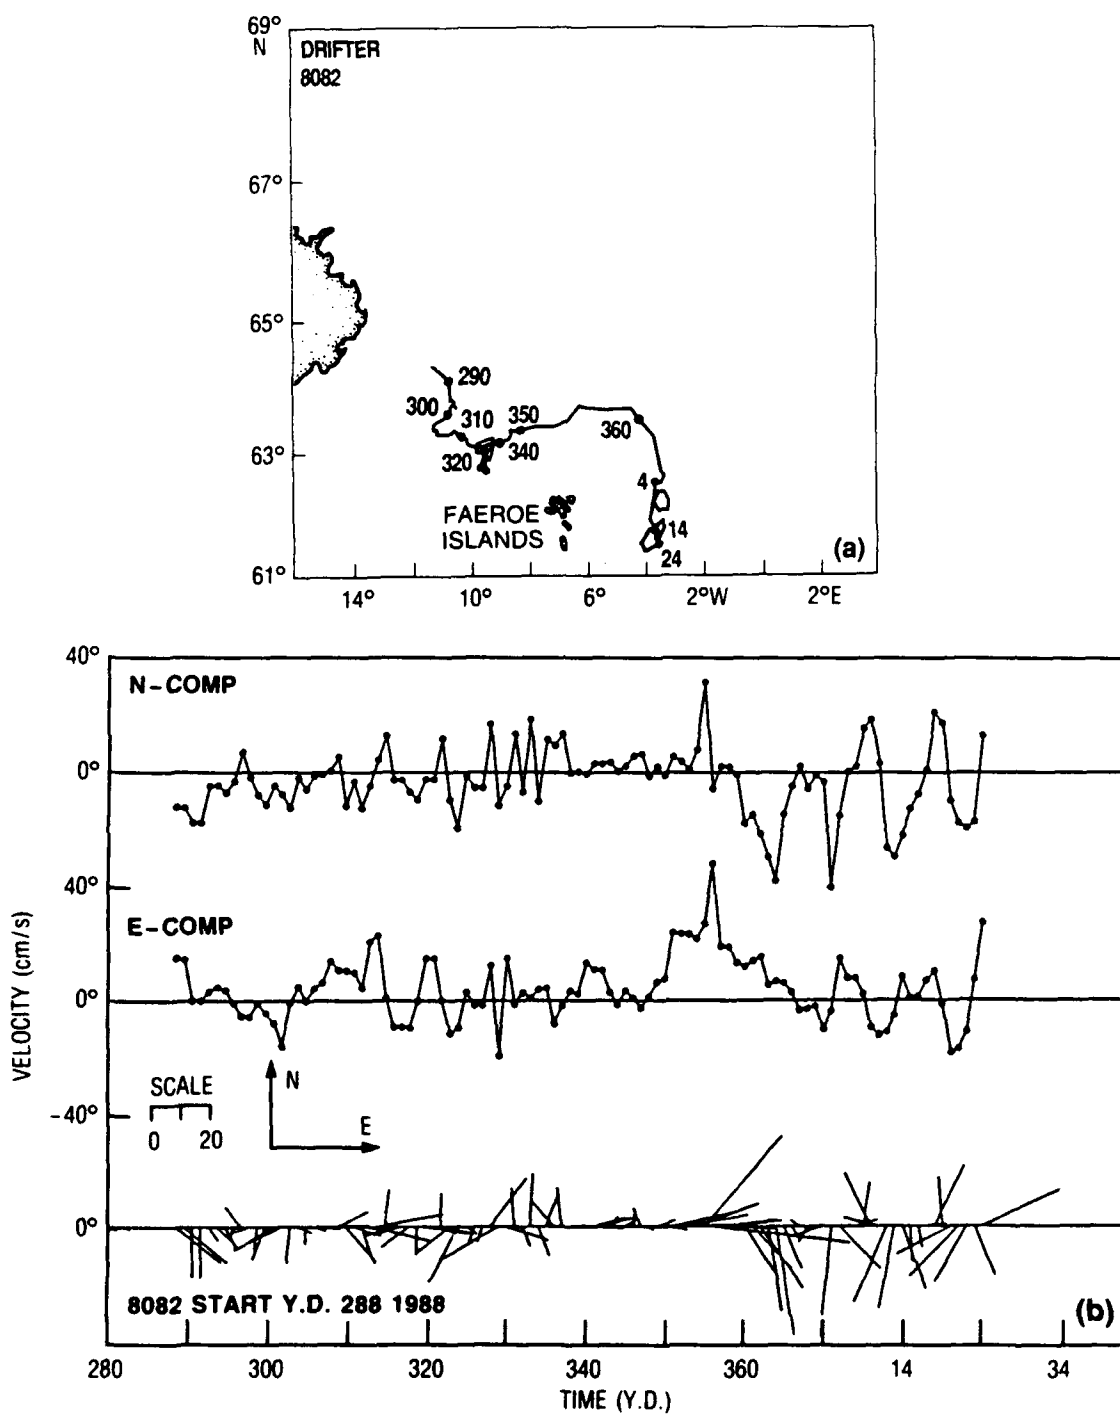 69°
N
DRIFTER
8082
67°
65°
63°
61°
290
300
310
350
320
340
360
4
14
24
FAEROE
ISLANDS
(a)
14°
10°
6°
2°W
2°E
40°
N-COMP
0°
40°
E-COMP
0°
-40°
0°
VELOCITY (cm/s)
SCALE
0 20
N
E
8082 START Y.D. 288 1988
(b)
280 300 320 340 360 14 34
TIME (Y.D.)